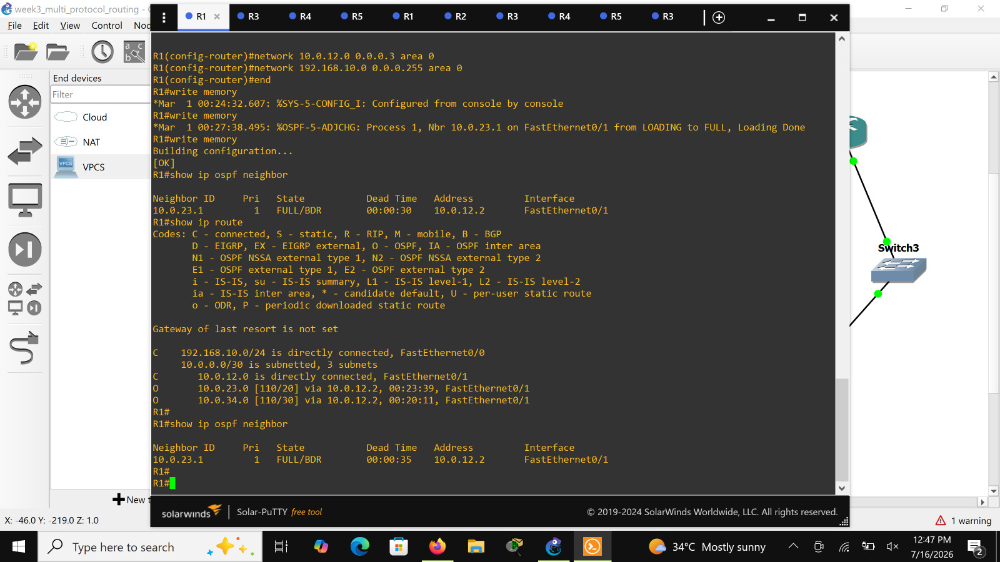 week3_multi_protocol_routing - 
File Edit View Control
R1 R3 R4 R5 R1 R2 R3 R4 R5 R3
End devices
Filter
Cloud
NAT
VPCS
VPCS
R1(config-router)#network 10.0.12.0 0.0.0.3 area 0
R1(config-router)#network 192.168.10.0 0.0.0.255 area 0
R1(config-router)#end
R1#write memory
*Mar  1 00:24:32.607: %SYS-5-CONFIG_I: Configured from console by console
R1#write memory
*Mar  1 00:27:38.495: %OSPF-5-ADJCHG: Process 1, Nbr 10.0.23.1 on FastEthernet0/1 from LOADING to FULL, Loading Done
R1#write memory
Building configuration...
[OK]
R1#show ip ospf neighbor
Neighbor ID     Pri   State           Dead Time   Address         Interface
10.0.23.1         1   FULL/BDR        00:00:30    10.0.12.2       FastEthernet0/1
R1#show ip route
Codes: C - connected, S - static, R - RIP, M - mobile, B - BGP
D - EIGRP, EX - EIGRP external, O - OSPF, IA - OSPF inter area
N1 - OSPF NSSA external type 1, N2 - OSPF NSSA external type 2
E1 - OSPF external type 1, E2 - OSPF external type 2
i - IS-IS, su - IS-IS summary, L1 - IS-IS level-1, L2 - IS-IS level-2
ia - IS-IS inter area, * - candidate default, U - per-user static route
o - ODR, P - periodic downloaded static route
Gateway of last resort is not set
C    192.168.10.0/24 is directly connected, FastEthernet0/0
10.0.0.0/30 is subnetted, 3 subnets
C       10.0.12.0 is directly connected, FastEthernet0/1
O       10.0.23.0 [110/20] via 10.0.12.2, 00:23:39, FastEthernet0/1
O       10.0.34.0 [110/30] via 10.0.12.2, 00:20:11, FastEthernet0/1
R1#
R1#show ip ospf neighbor
Neighbor ID     Pri   State           Dead Time   Address         Interface
10.0.23.1         1   FULL/BDR        00:00:35    10.0.12.2       FastEthernet0/1
R1#
R1#
Switch3
New
solarwinds | Solar-PuTTY free tool
© 2019-2024 SolarWinds Worldwide, LLC. All rights reserved.
X: -46.0 Y: -219.0 Z: 1.0
1 warning
Type here to search
34°C Mostly sunny
12:47 PM
7/16/2026
2